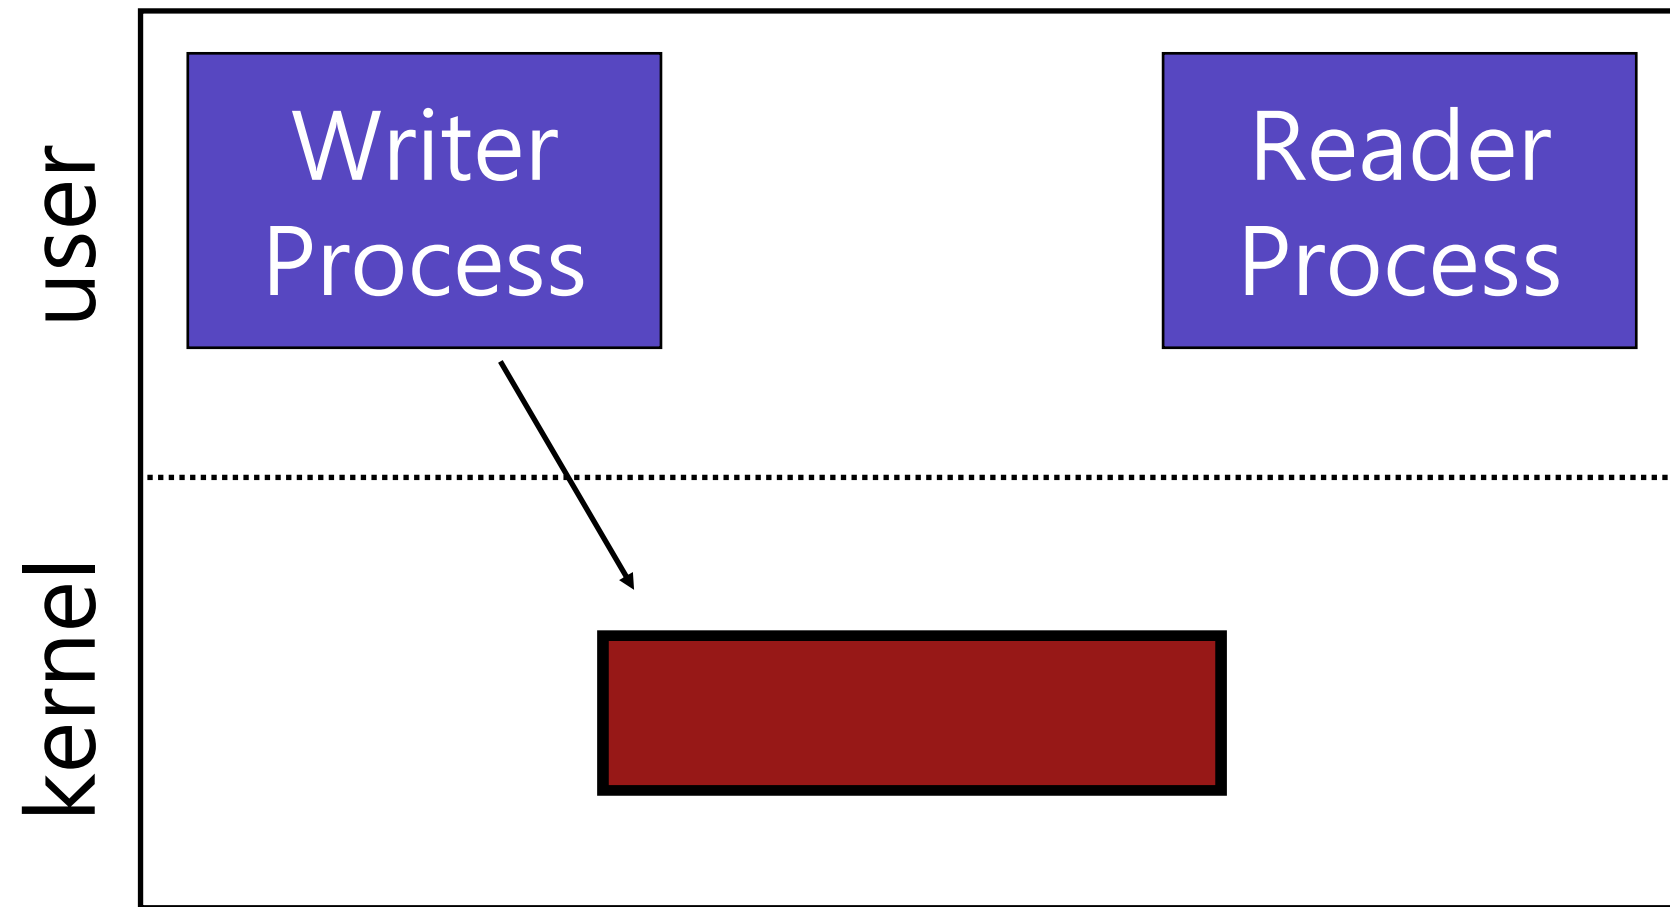 user
Writer
Process
Reader
Process
kernel